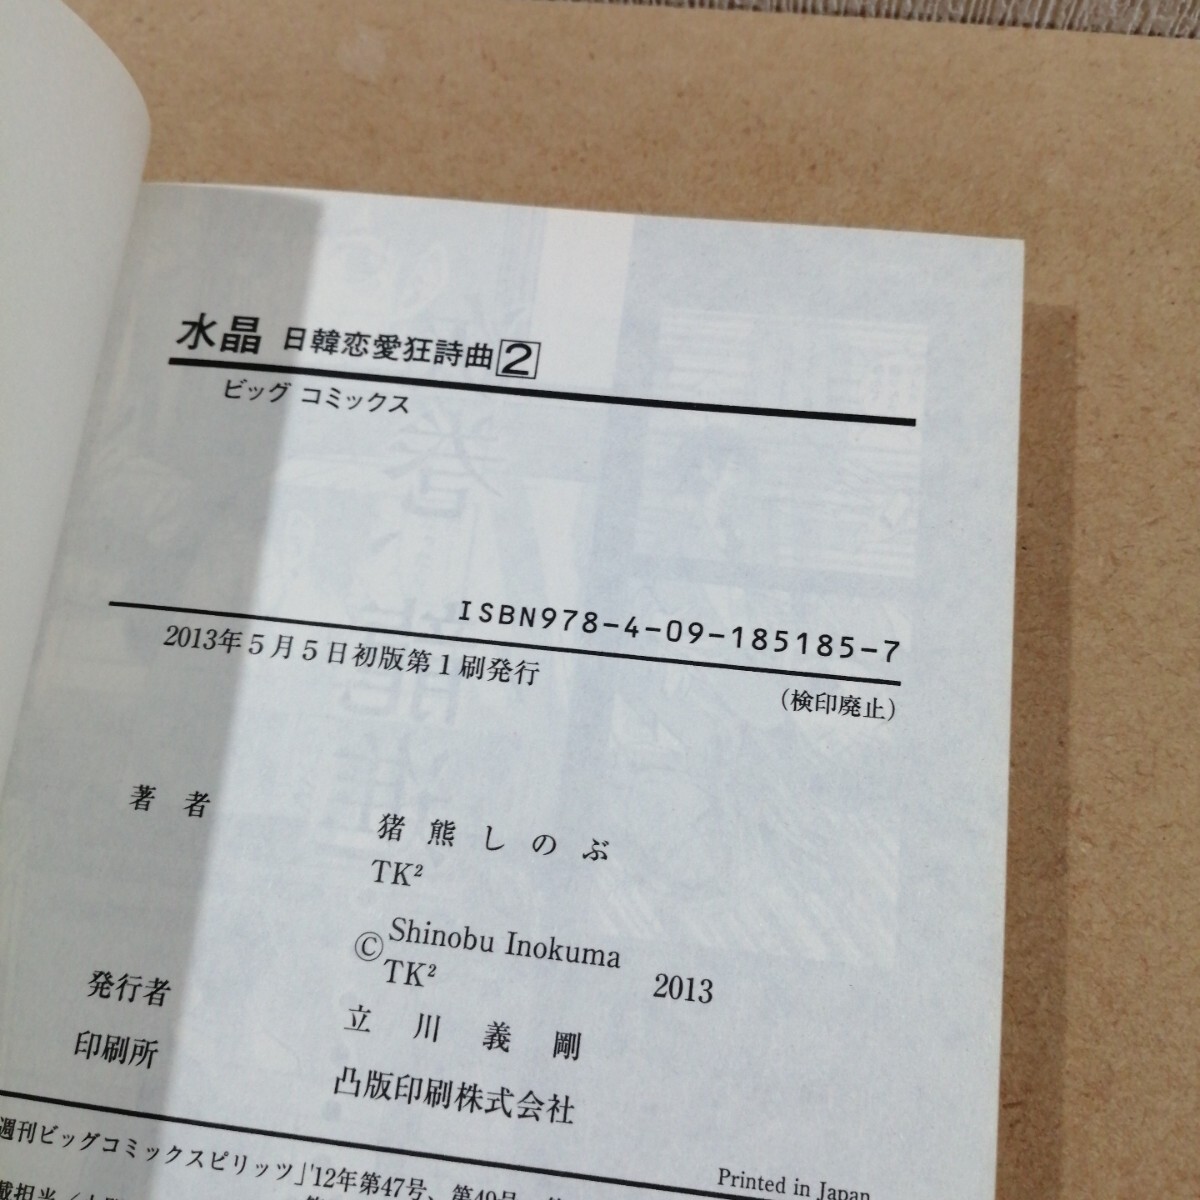 水晶 日韓恋愛狂詩曲2
ビッグ コミックス
ISBN978-4-09-185185-7
2013年5月5日初版第1刷発行
(検印廃止)
著者
猪熊しのぶ
TK²
©Shinobu Inokuma
TK²
2013
発行者
立川義剛
印刷所
凸版印刷株式会社
週刊ビッグコミックスピリッツ」'12年第47号、第49号、
Printed in Japan
載担当/